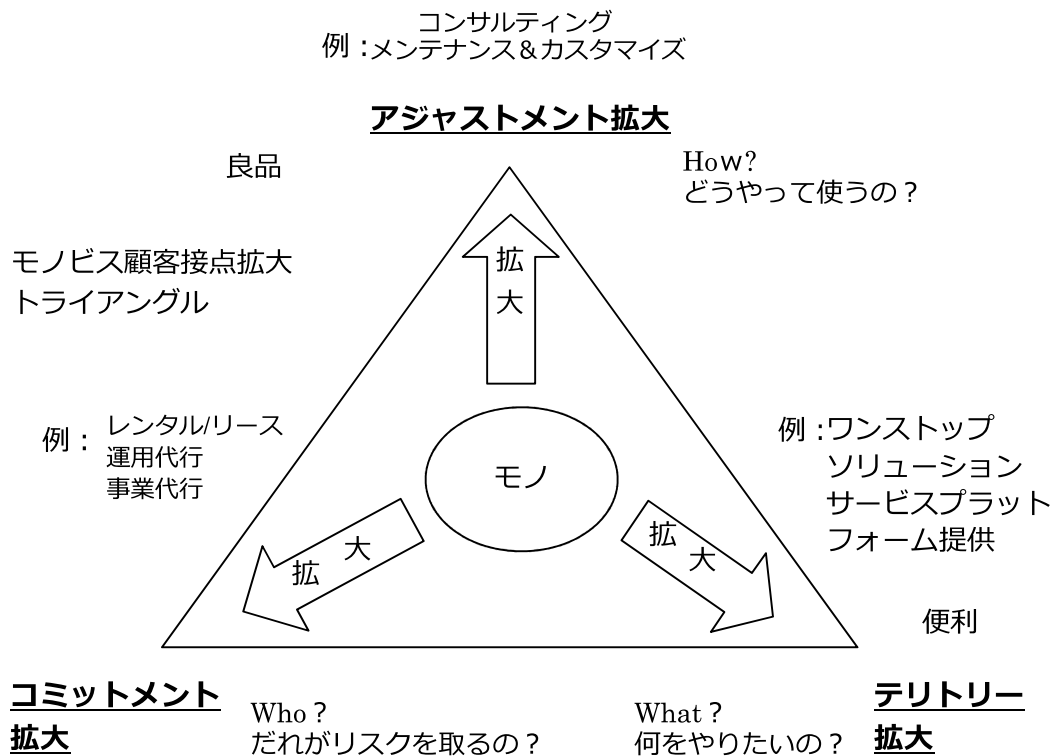 コンサルティング
例：メンテナンス＆カスタマイズ
アジャストメント拡大
良品
How?
どうやって使うの？
モノビス顧客接点拡大
トライアングル
拡
大
例： レンタル/リース
運用代行
事業代行
例：ワンストップ
ソリューション
サービスプラット
フォーム提供
モノ
拡大
拡大
便利
コミットメント
拡大
Who？
だれがリスクを取るの？
What？
何をやりたいの？
テリトリー
拡大